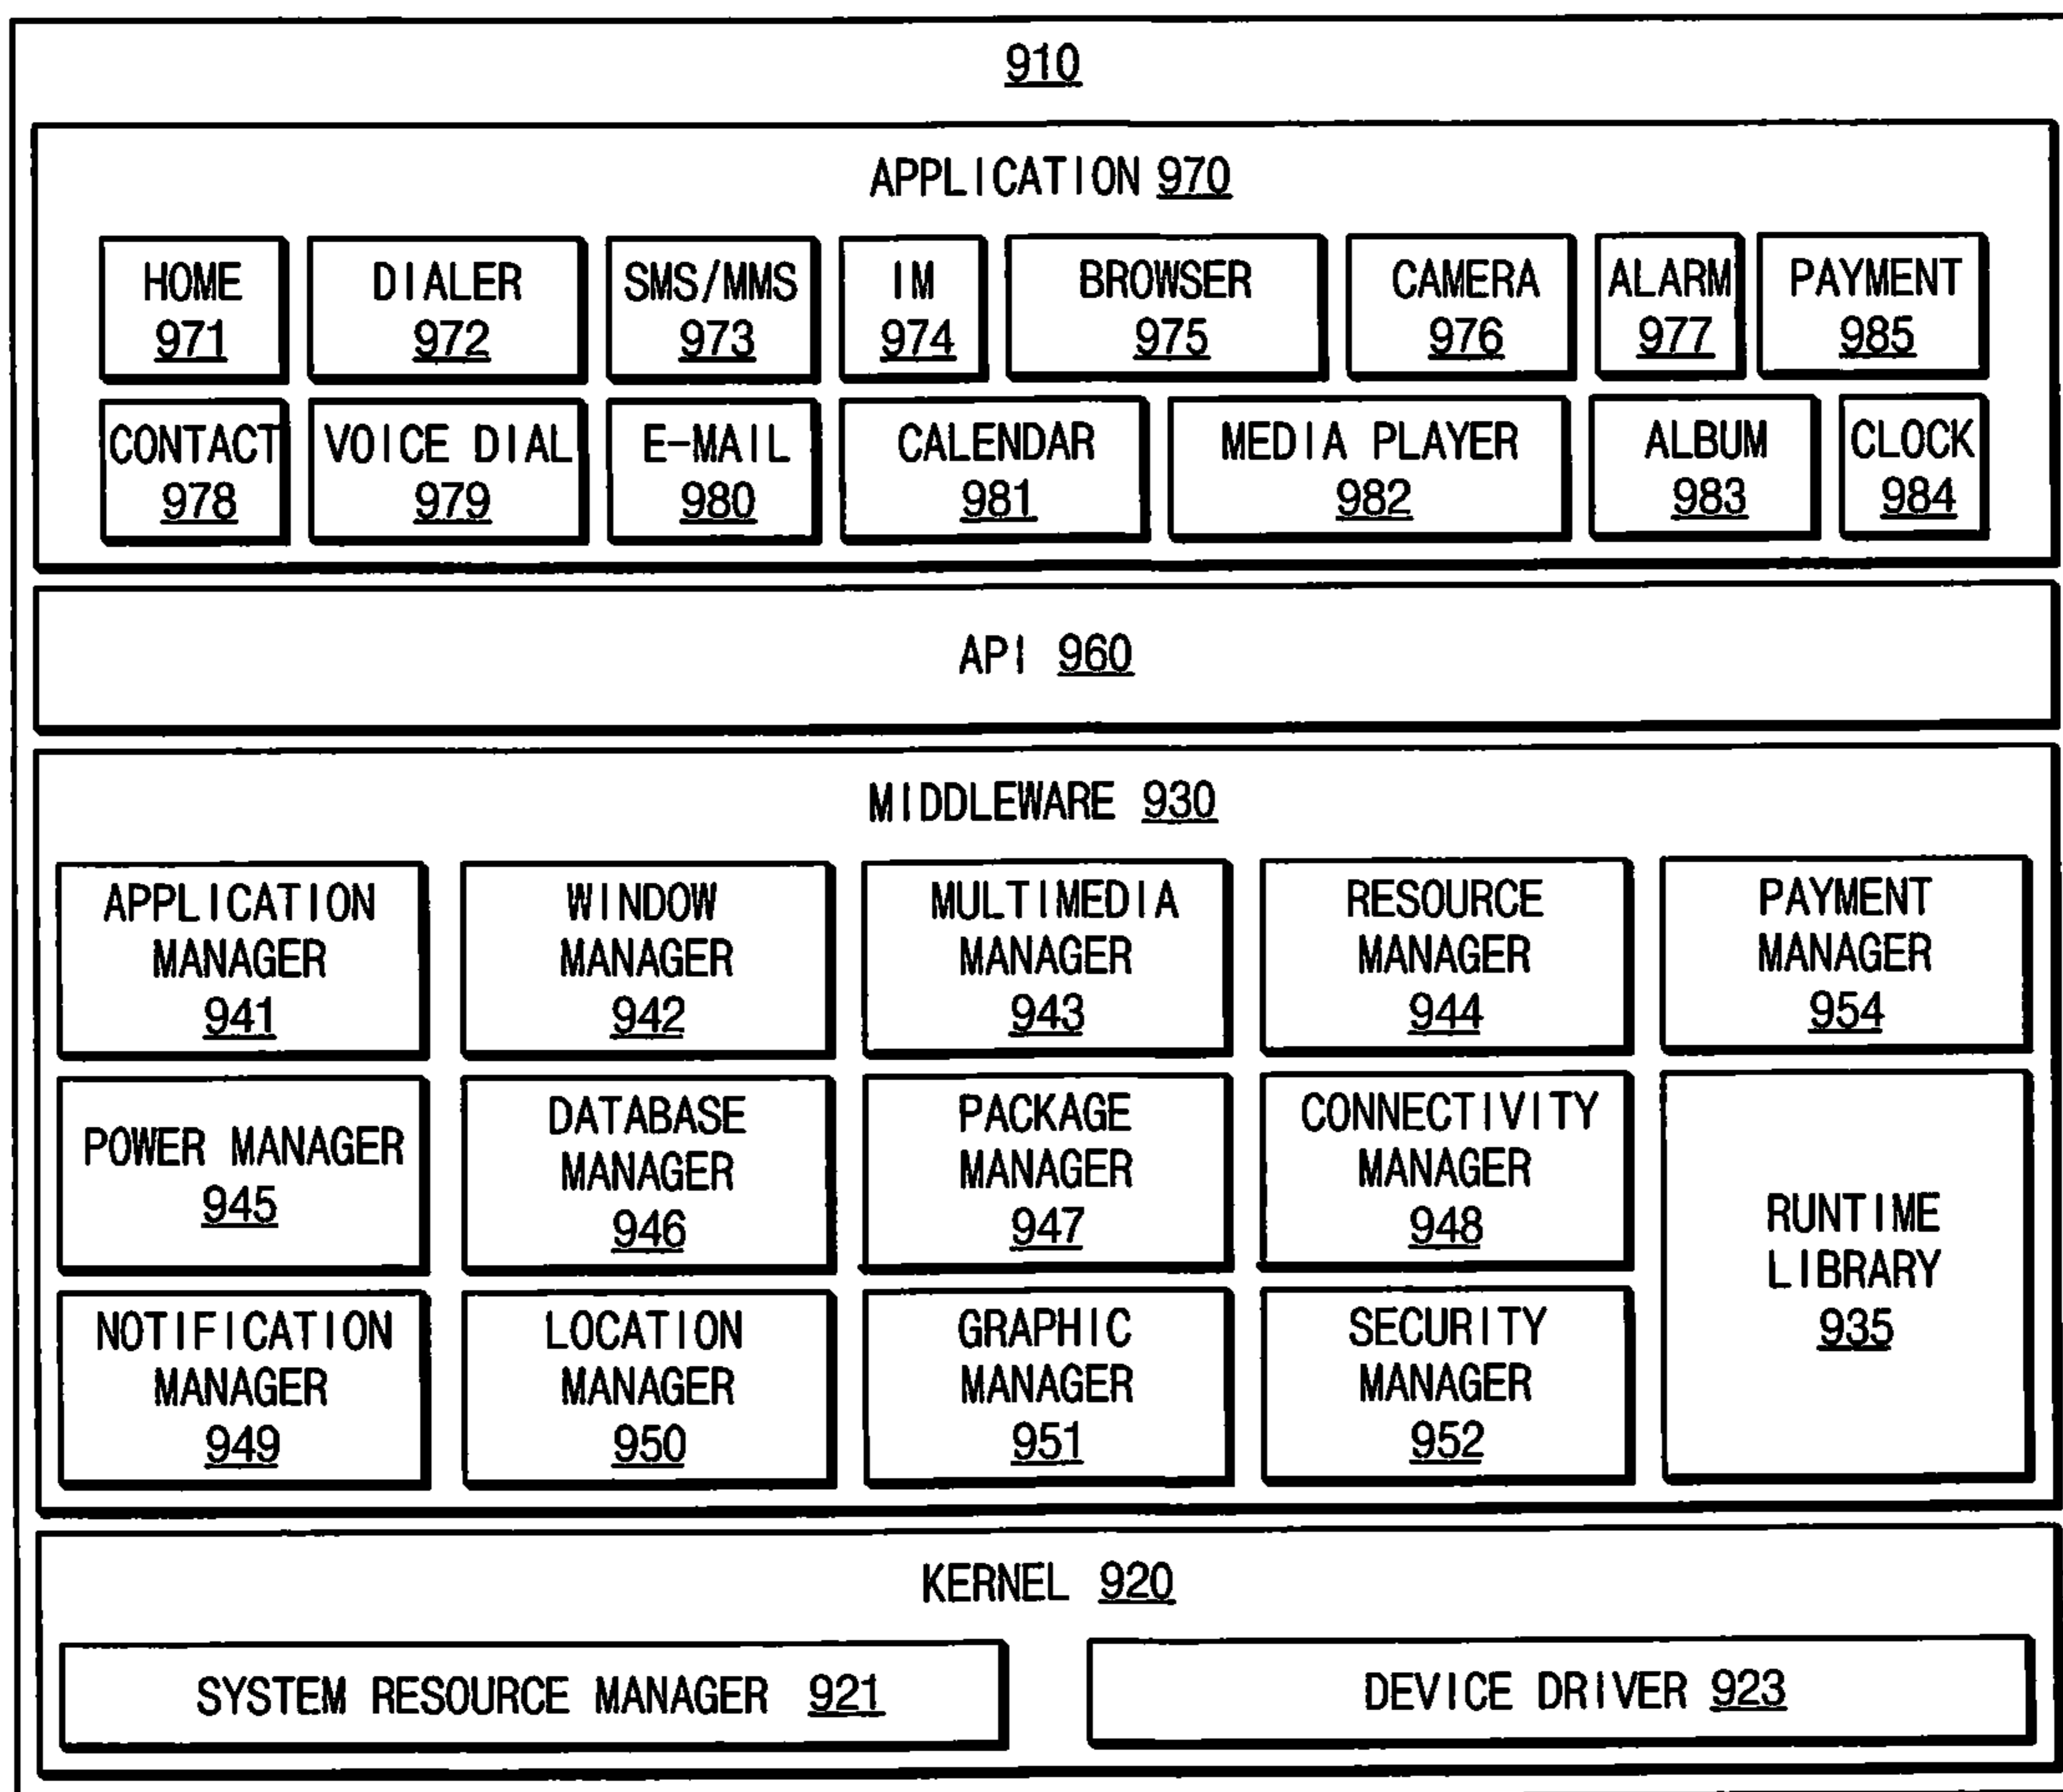 910
APPLICATION 970
HOME
971
DIALER
972
SMS/MMS
973
IM
974
BROWSER
975
CAMERA
976
ALARM
977
PAYMENT
985
CONTACT
978
VOICE DIAL
979
E-MAIL
980
CALENDAR
981
MEDIA PLAYER
982
ALBUM
983
CLOCK
984
API 960
MIDDLEWARE 930
APPLICATION
MANAGER
941
WINDOW
MANAGER
942
MULTIMEDIA
MANAGER
943
RESOURCE
MANAGER
944
PAYMENT
MANAGER
954
POWER MANAGER
945
DATABASE
MANAGER
946
PACKAGE
MANAGER
947
CONNECTIVITY
MANAGER
948
RUNTIME
LIBRARY
935
NOTIFICATION
MANAGER
949
LOCATION
MANAGER
950
GRAPHIC
MANAGER
951
SECURITY
MANAGER
952
KERNEL 920
SYSTEM RESOURCE MANAGER 921
DEVICE DRIVER 923